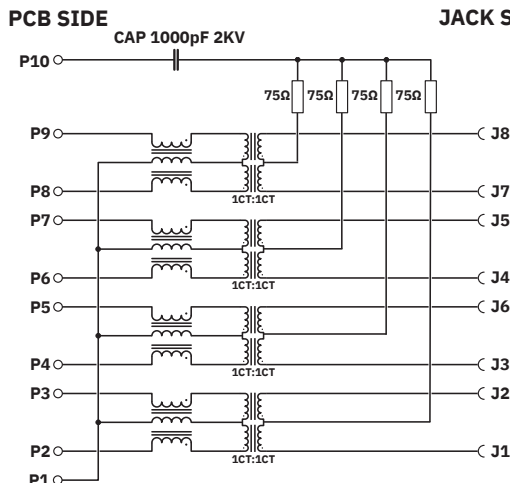 PCB SIDE
JACK S
CAP 1000pF 2KV
P10
75Ω 75Ω 75Ω 75Ω
P9
J8
P8
J7
1CT:1CT
P7
J5
P6
J4
1CT:1CT
P5
J6
P4
J3
1CT:1CT
P3
J2
P2
J1
1CT:1CT
P1